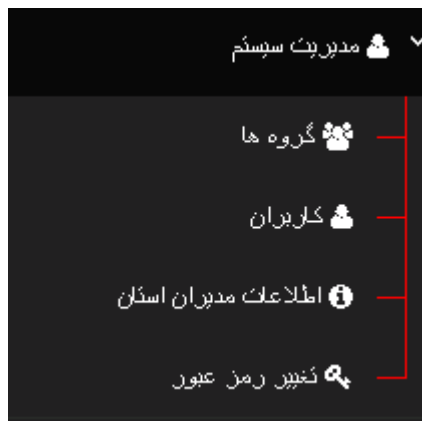 مدیریت سیستم
گروه ها
کاربران
اطلاعات مدیران استان
تغییر رمز عبور